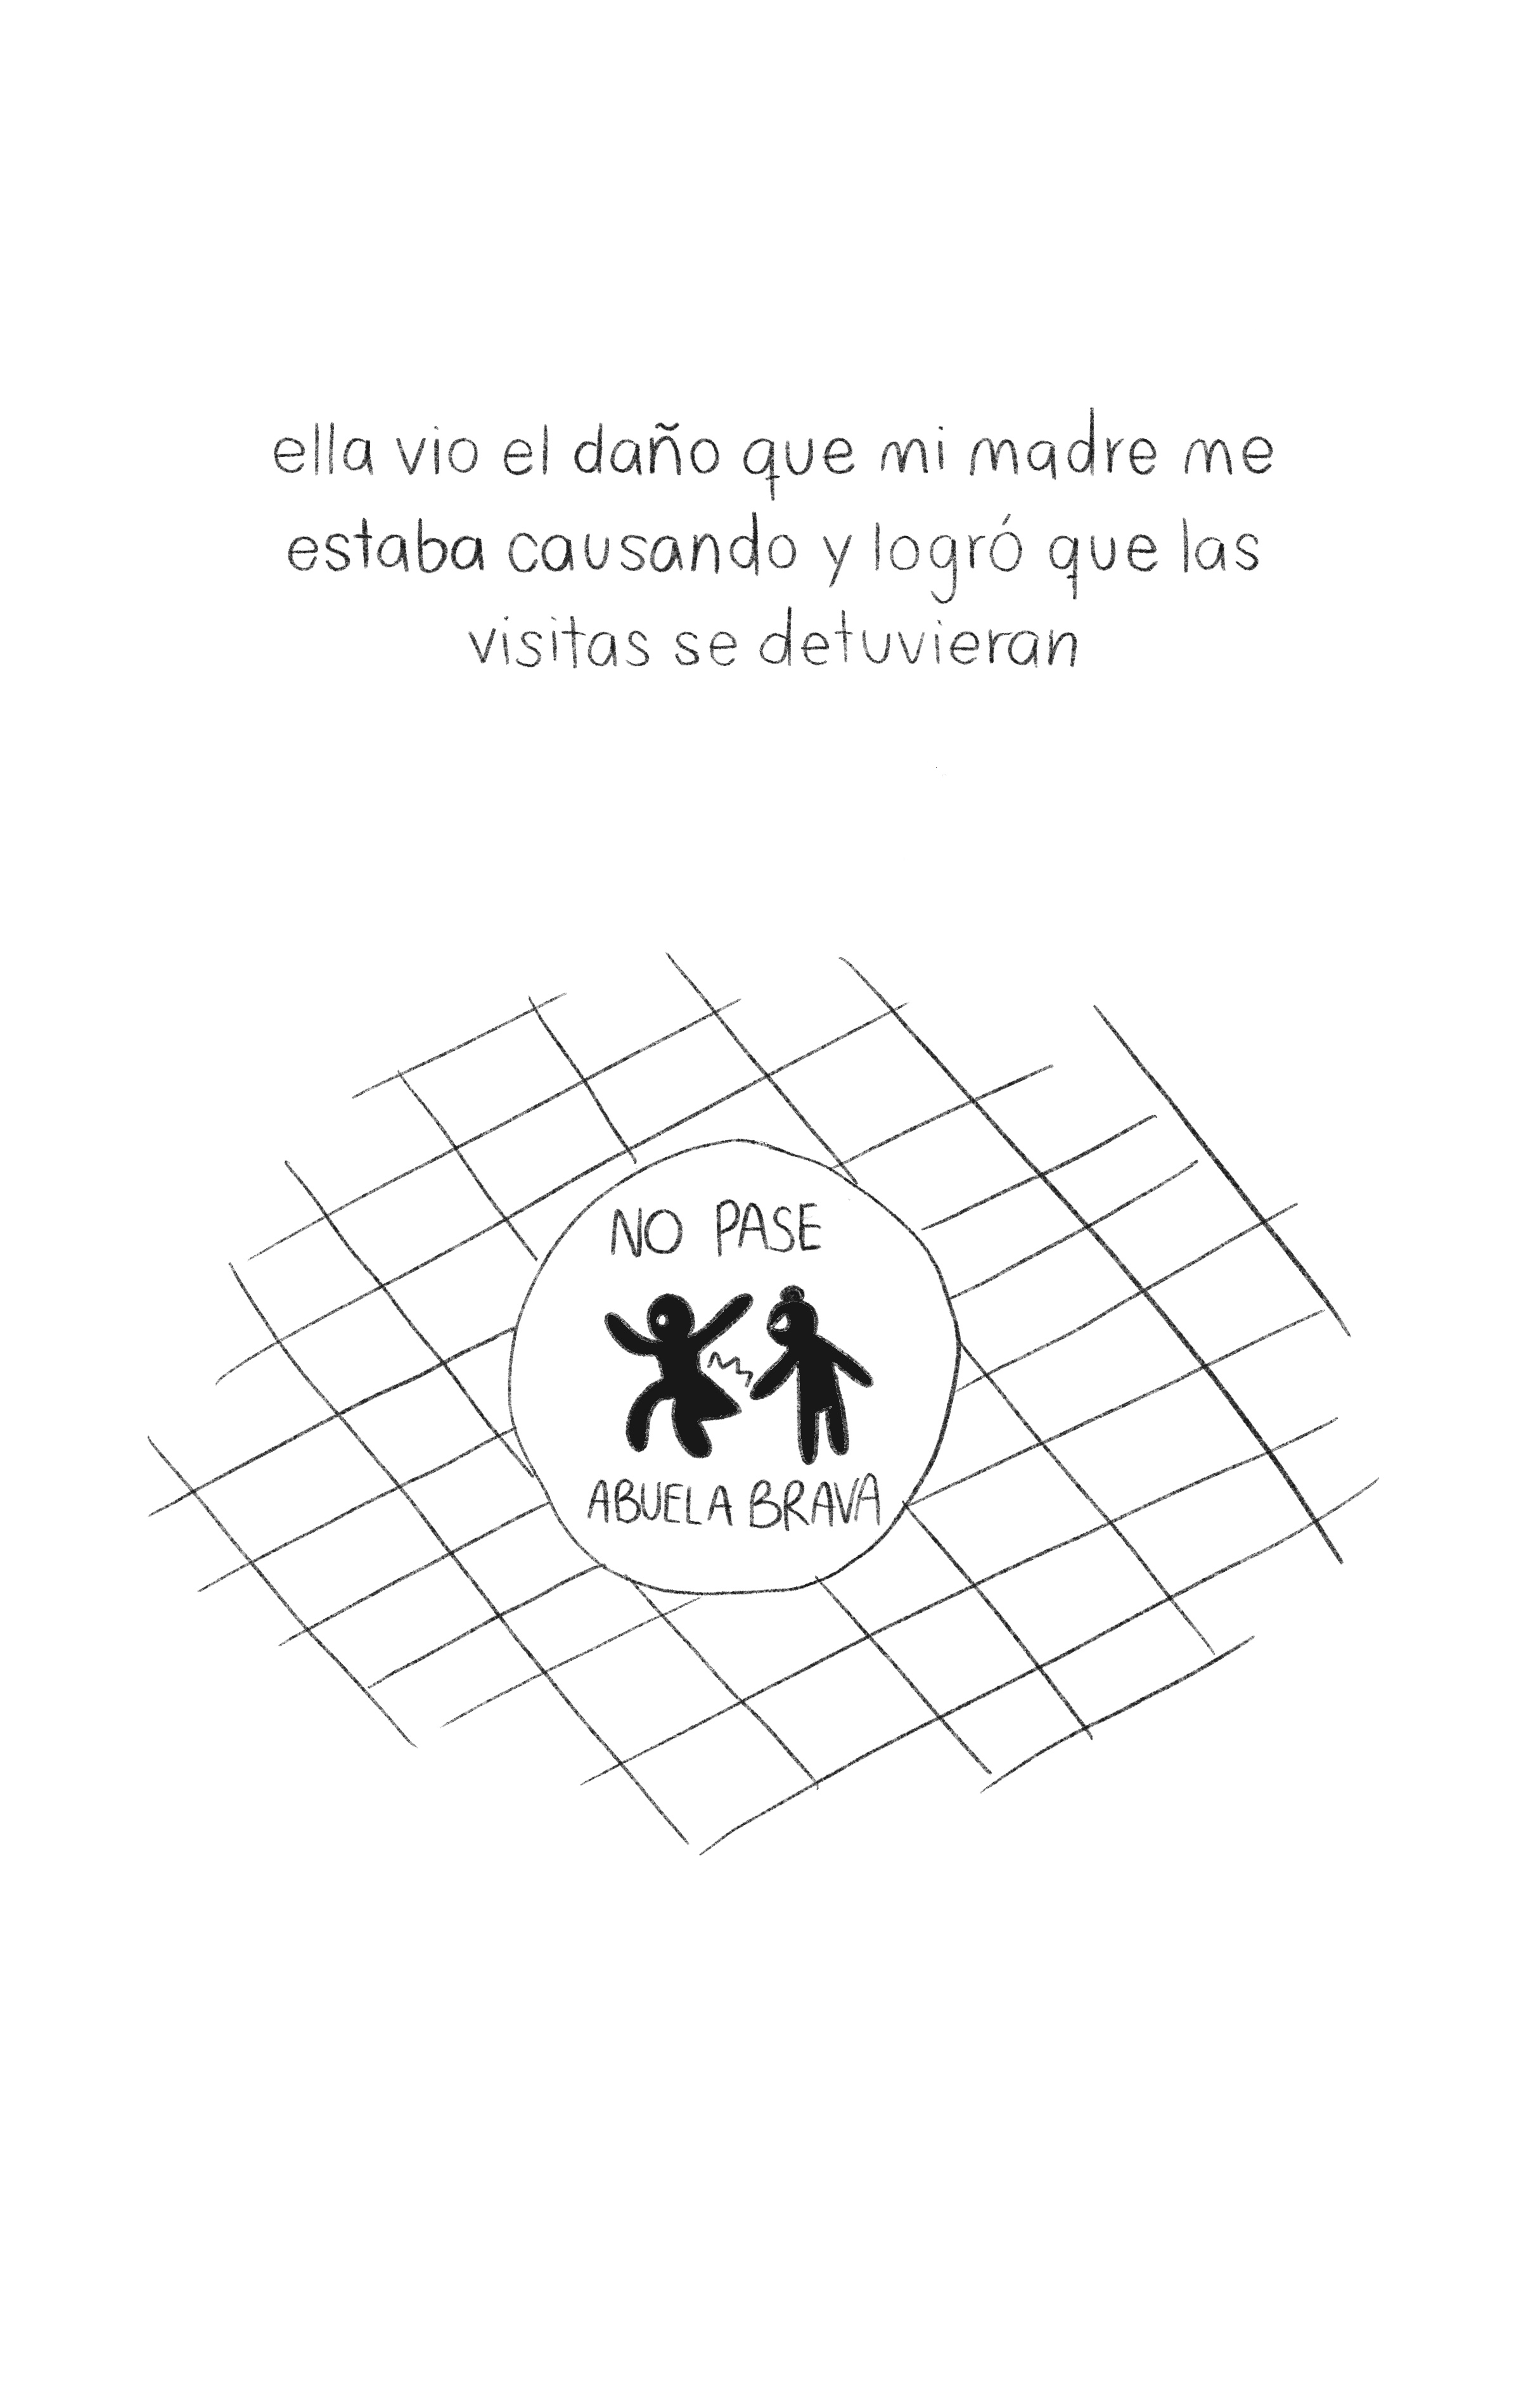 ella vio el daño que mi madre me
estaba causando y logró que las
visitas se detuvieran
NO PASE
ABUELA BRAVA